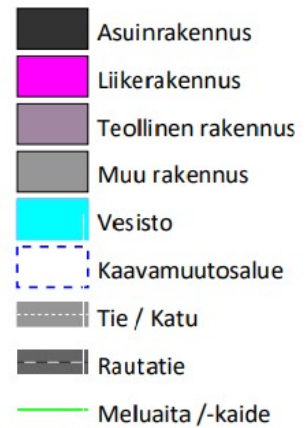 Asuinrakennus
Liikerakennus
Teollinen rakennus
Muu rakennus
Vesisto
Kaavamuutosalue
Tie / Katu
Rautatie
Meluaita /-kaide